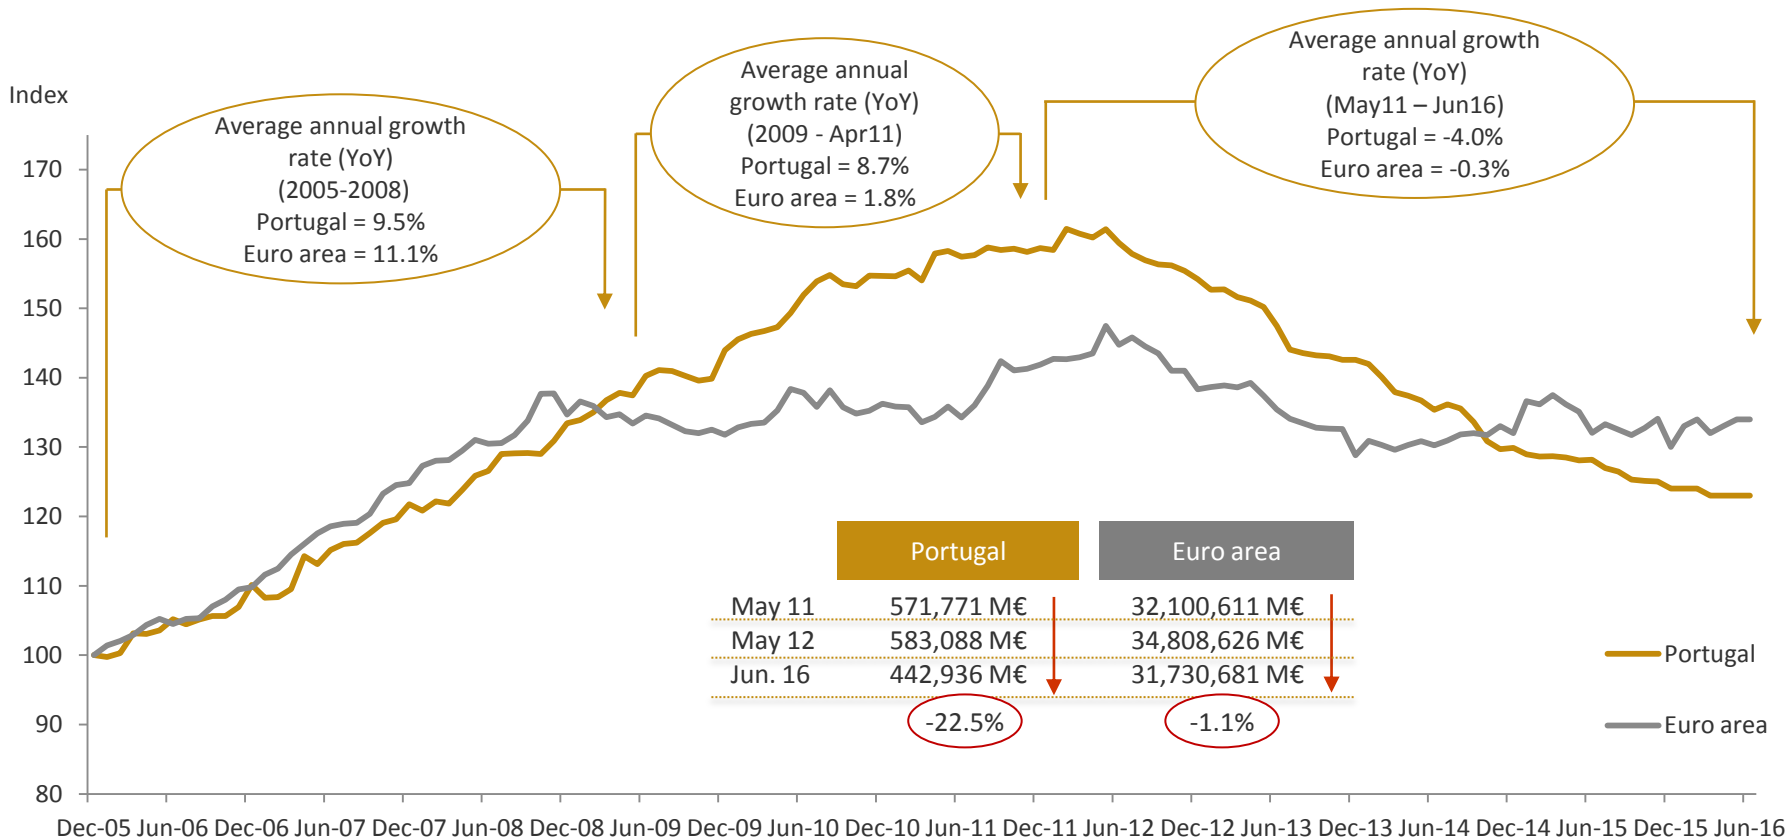 Index
Average annual growth
rate (YoY)
(2005-2008)
Portugal = 9.5%
Euro area = 11.1%
Average annual
growth rate (YoY)
(2009 - Apr11)
Portugal = 8.7%
Euro area = 1.8%
Average annual growth
rate (YoY)
(May11 – Jun16)
Portugal = -4.0%
Euro area = -0.3%
170
160
150
140
130
120
110
100
90
80
Portugal Euro area
May 11 571,771 M€ 32,100,611 M€
May 12 583,088 M€ 34,808,626 M€
Jun. 16 442,936 M€ 31,730,681 M€
-22.5% -1.1%
Portugal
Euro area
Dec-05 Jun-06 Dec-06 Jun-07 Dec-07 Jun-08 Dec-08 Jun-09 Dec-09 Jun-10 Dec-10 Jun-11 Dec-11 Jun-12 Dec-12 Jun-13 Dec-13 Jun-14 Dec-14 Jun-15 Dec-15 Jun-16